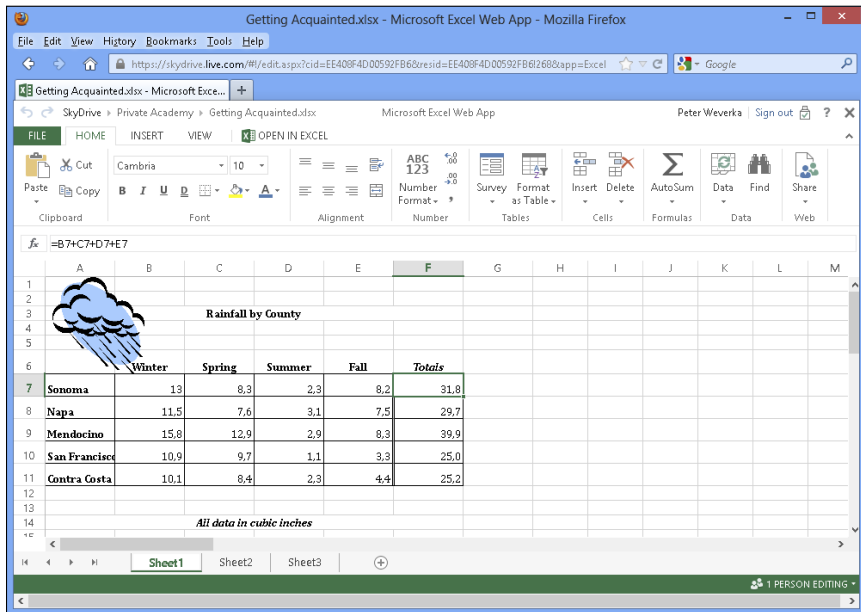 Getting Acquainted.xlsx - Microsoft Excel Web App - Mozilla Firefox
File Edit View History Bookmarks Tools Help
https://skydrive.live.com/#!/edit.aspx?cid=EE408F4D00592FB6&resid=EE408F4D00592FB6!268&app=Excel Google
Getting Acquainted.xlsx - Microsoft Exce... +
SkyDrive Private Academy Getting Acquainted.xlsx Microsoft Excel Web App Peter Weverka Sign out ? X
FILE HOME INSERT VIEW OPEN IN EXCEL
Paste Cut Copy
Cambria 10
B I U D A
ABC 123 Number Format
Survey Format as Table
Insert Delete
AutoSum
Data Find
Share
Clipboard Font Alignment Number Tables Cells Formulas Data Web
fx =B7+C7+D7+E7
A B C D E F G H I J K L M
1
2
3 Rainfall by County
4
5
6 Winter Spring Summer Fall Totals
7 Sonoma 13 8,3 2,3 8,2 31,8
8 Napa 11,5 7,6 3,1 7,5 29,7
9 Mendocino 15,8 12,9 2,9 8,3 39,9
10 San Francisco 10,9 9,7 1,1 3,3 25,0
11 Contra Costa 10,1 8,4 2,3 4,4 25,2
12
13
14 All data in cubic inches
15
Sheet1 Sheet2 Sheet3
1 PERSON EDITING